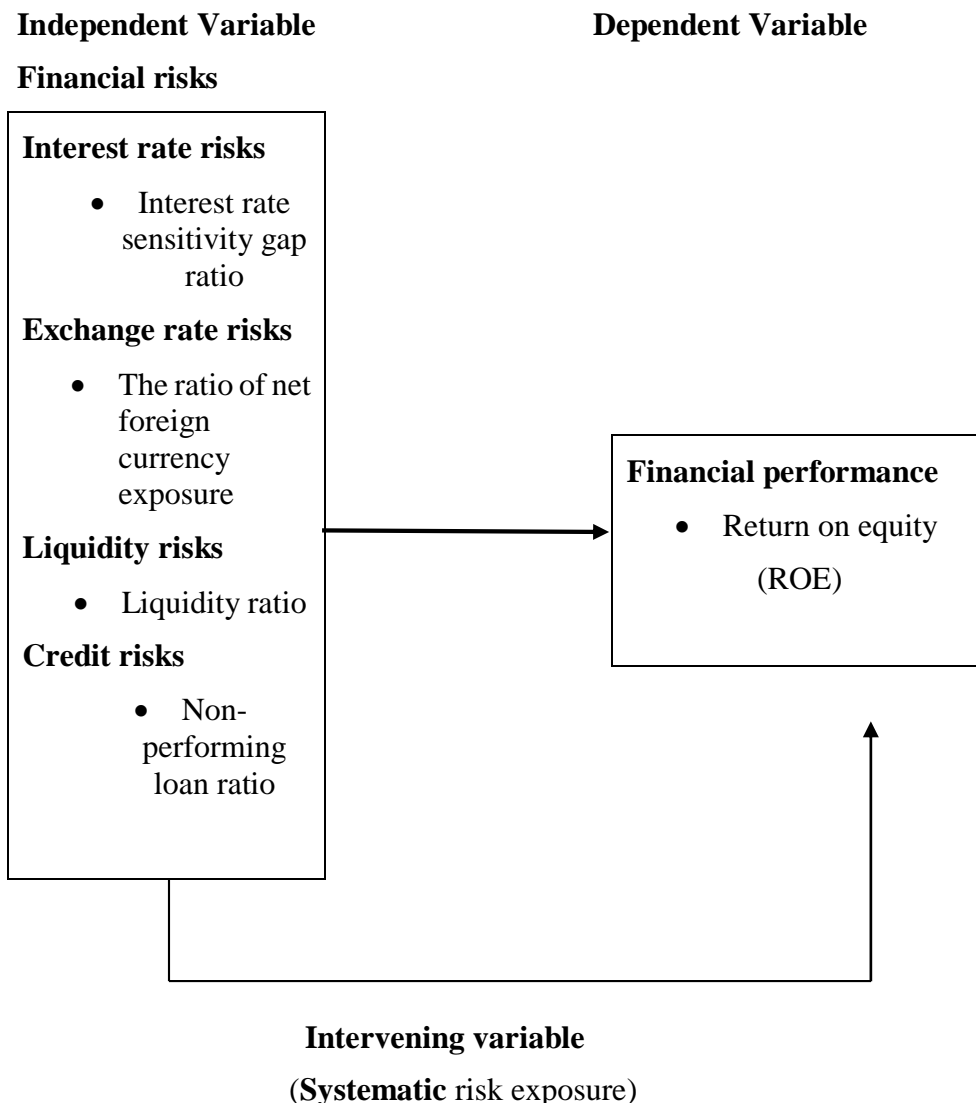 Independent Variable
Dependent Variable
Financial risks
Interest rate risks
• Interest rate
sensitivity gap
ratio
Exchange rate risks
• The ratio of net
foreign
currency
exposure
Liquidity risks
• Liquidity ratio
Credit risks
• Non-
performing
loan ratio
Financial performance
• Return on equity
(ROE)
Intervening variable
(Systematic risk exposure)